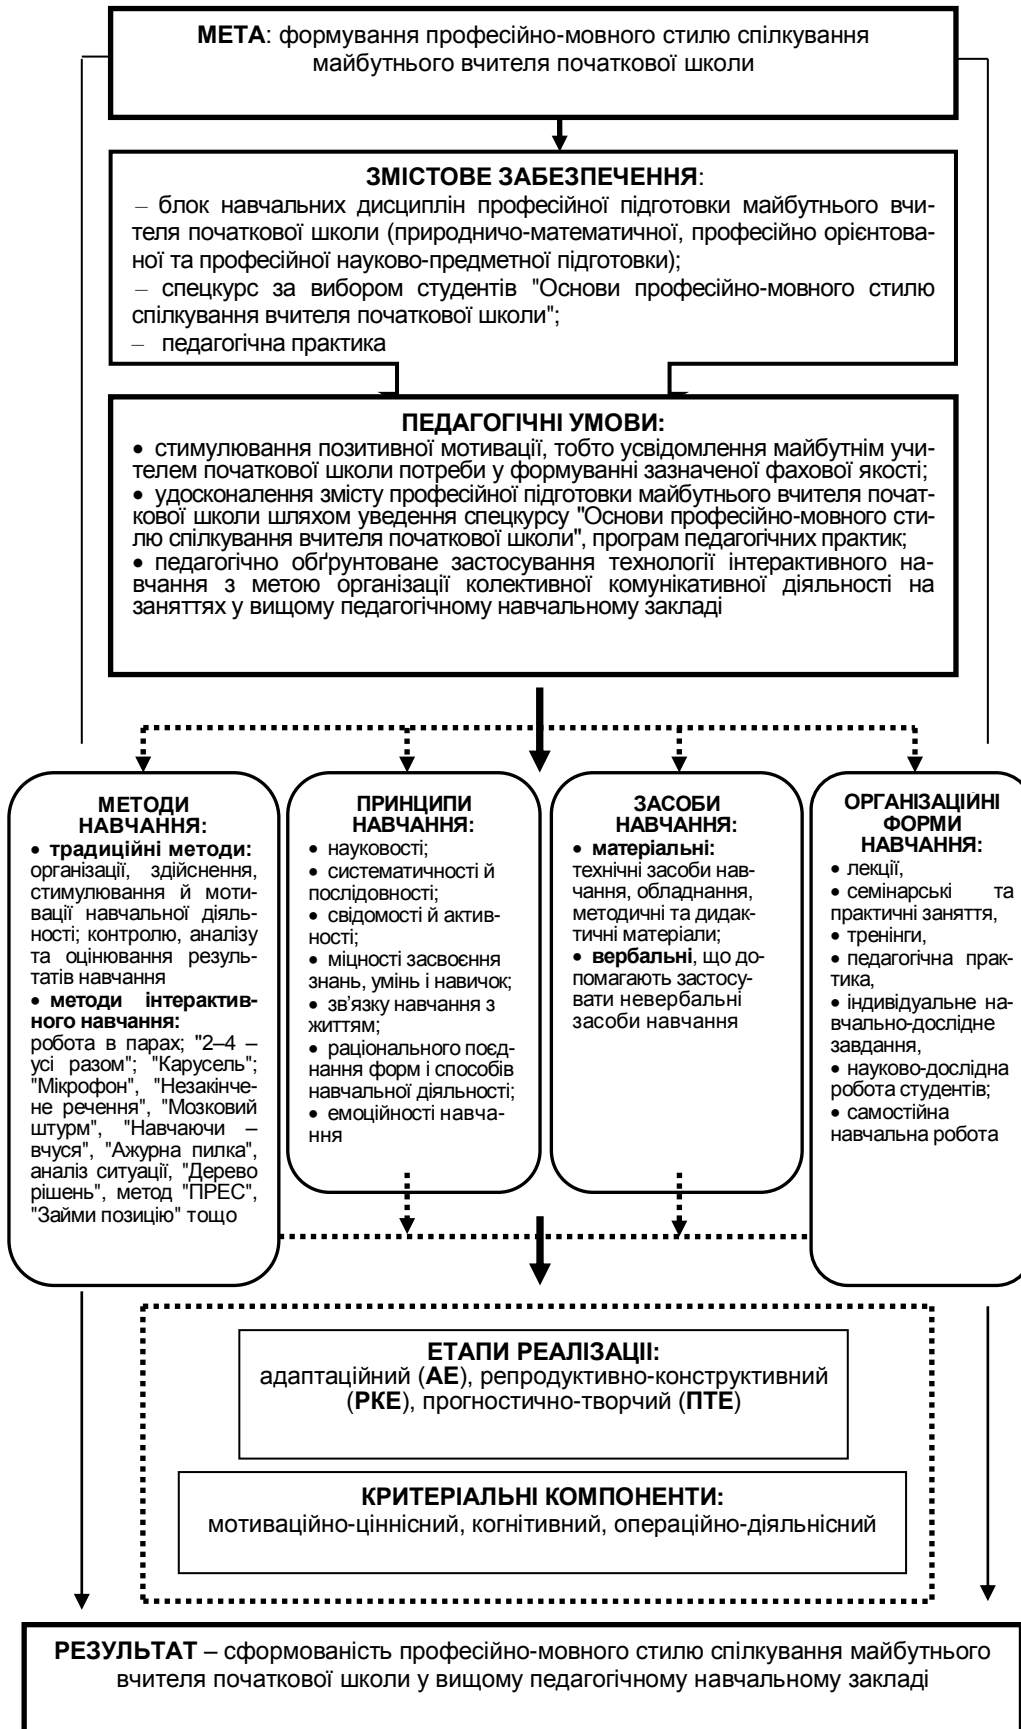 МЕТА: формування професійно-мовного стилю спілкування
майбутнього вчителя початкової школи
ЗМІСТОВЕ ЗАБЕЗПЕЧЕННЯ:
– блок навчальних дисциплін професійної підготовки майбутнього вчи-
теля початкової школи (природничо-математичної, професійно орієнтова-
ної та професійної науково-предметної підготовки);
– спецкурс за вибором студентів "Основи професійно-мовного стилю
спілкування вчителя початкової школи";
– педагогічна практика
ПЕДАГОГІЧНІ УМОВИ:
• стимулювання позитивної мотивації, тобто усвідомлення майбутнім учи-
телем початкової школи потреби у формуванні зазначеної фахової якості;
• удосконалення змісту професійної підготовки майбутнього вчителя почат-
кової школи шляхом уведення спецкурсу "Основи професійно-мовного сти-
лю спілкування вчителя початкової школи", програм педагогічних практик;
• педагогічно обґрунтоване застосування технології інтерактивного на-
вчання з метою організації колективної комунікативної діяльності на
заняттях у вищому педагогічному навчальному закладі
МЕТОДИ
НАВЧАННЯ:
• традиційні методи:
організації, здійснення,
стимулювання й моти-
вації навчальної діяль-
ності; контролю, аналізу
та оцінювання резуль-
татів навчання
• методи інтерактив-
ного навчання:
робота в парах; "2–4 –
усі разом"; "Карусель";
"Мікрофон", "Незакінче-
не речення", "Мозковий
штурм", "Навчаючи –
вчуся", "Ажурна пилка",
аналіз ситуації, "Дерево
рішень", метод "ПРЕС",
"Займи позицію" тощо
ПРИНЦИПИ
НАВЧАННЯ:
• науковості;
• систематичності й
послідовності;
• свідомості й актив-
ності;
• міцності засвоєння
знань, умінь і навичок;
• зв'язку навчання з
життям;
• раціонального поєд-
нання форм і способів
навчальної діяльності;
• емоційності навча-
ння
ЗАСОБИ
НАВЧАННЯ:
• матеріальні:
технічні засоби нав-
чання, обладнання,
методичні та дидак-
тичні матеріали;
• вербальні, що до-
помагають застосу-
вати невербальні
засоби навчання
ОРГАНІЗАЦІЙНІ
ФОРМИ
НАВЧАННЯ:
• лекції,
• семінарські та
практичні заняття,
• тренінги,
• педагогічна прак-
тика,
• індивідуальне на-
вчально-дослідне
завдання,
• науково-дослідна
робота студентів;
• самостійна
навчальна робота
ЕТАПИ РЕАЛІЗАЦІІ:
адаптаційний (АЕ), репродуктивно-конструктивний
(РКЕ), прогностично-творчий (ПТЕ)
КРИТЕРІАЛЬНІ КОМПОНЕНТИ:
мотиваційно-ціннісний, когнітивний, операційно-діяльнісний
РЕЗУЛЬТАТ – сформованість професійно-мовного стилю спілкування майбутнього
вчителя початкової школи у вищому педагогічному навчальному закладі